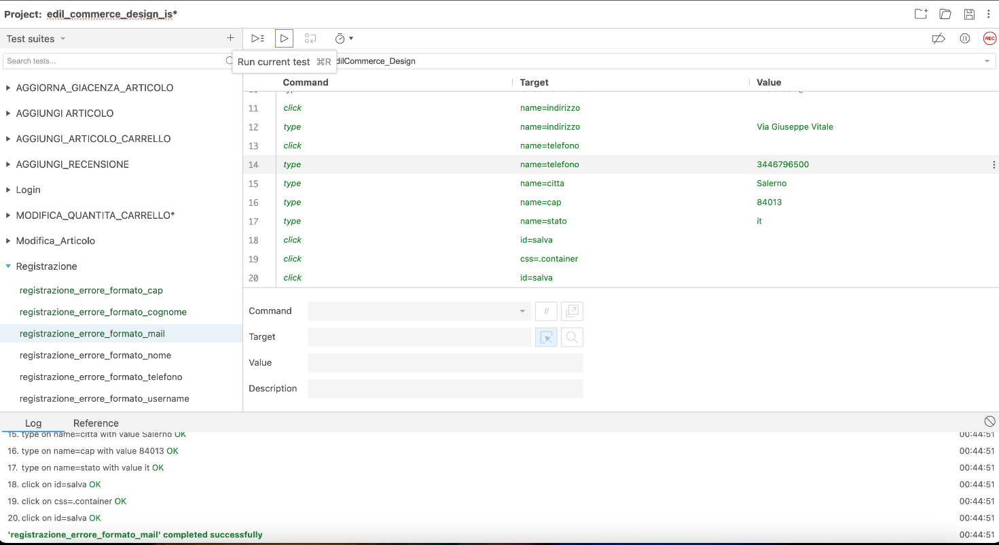 Project: edil_commerce_design_is*
Test suites
Search tests...
Run current test ⌘R
dilCommerce_Design
AGGIORNA_GIACENZA_ARTICOLO
AGGIUNGI ARTICOLO
AGGIUNGI_ARTICOLO_CARRELLO
AGGIUNGI_RECENSIONE
Login
MODIFICA_QUANTITA_CARRELLO*
Modifica_Articolo
Registrazione
registrazione_errore_formato_cap
registrazione_errore_formato_cognome
registrazione_errore_formato_mail
registrazione_errore_formato_nome
registrazione_errore_formato_telefono
registrazione_errore_formato_username
REC
Command Target Value
11 click name=indirizzo
12 type name=indirizzo Via Giuseppe Vitale
13 click name=telefono
14 type name=telefono 3446796500
15 type name=citta Salerno
16 type name=cap 84013
17 type name=stato it
18 click id=salva
19 click css=.container
20 click id=salva
Command //
Target
Value
Description
Log Reference
15. type on name=citta with value Salerno OK 00:44:51
16. type on name=cap with value 84013 OK 00:44:51
17. type on name=stato with value it OK 00:44:51
18. click on id=salva OK 00:44:51
19. click on css=.container OK 00:44:51
20. click on id=salva OK 00:44:51
'registrazione_errore_formato_mail' completed successfully 00:44:51